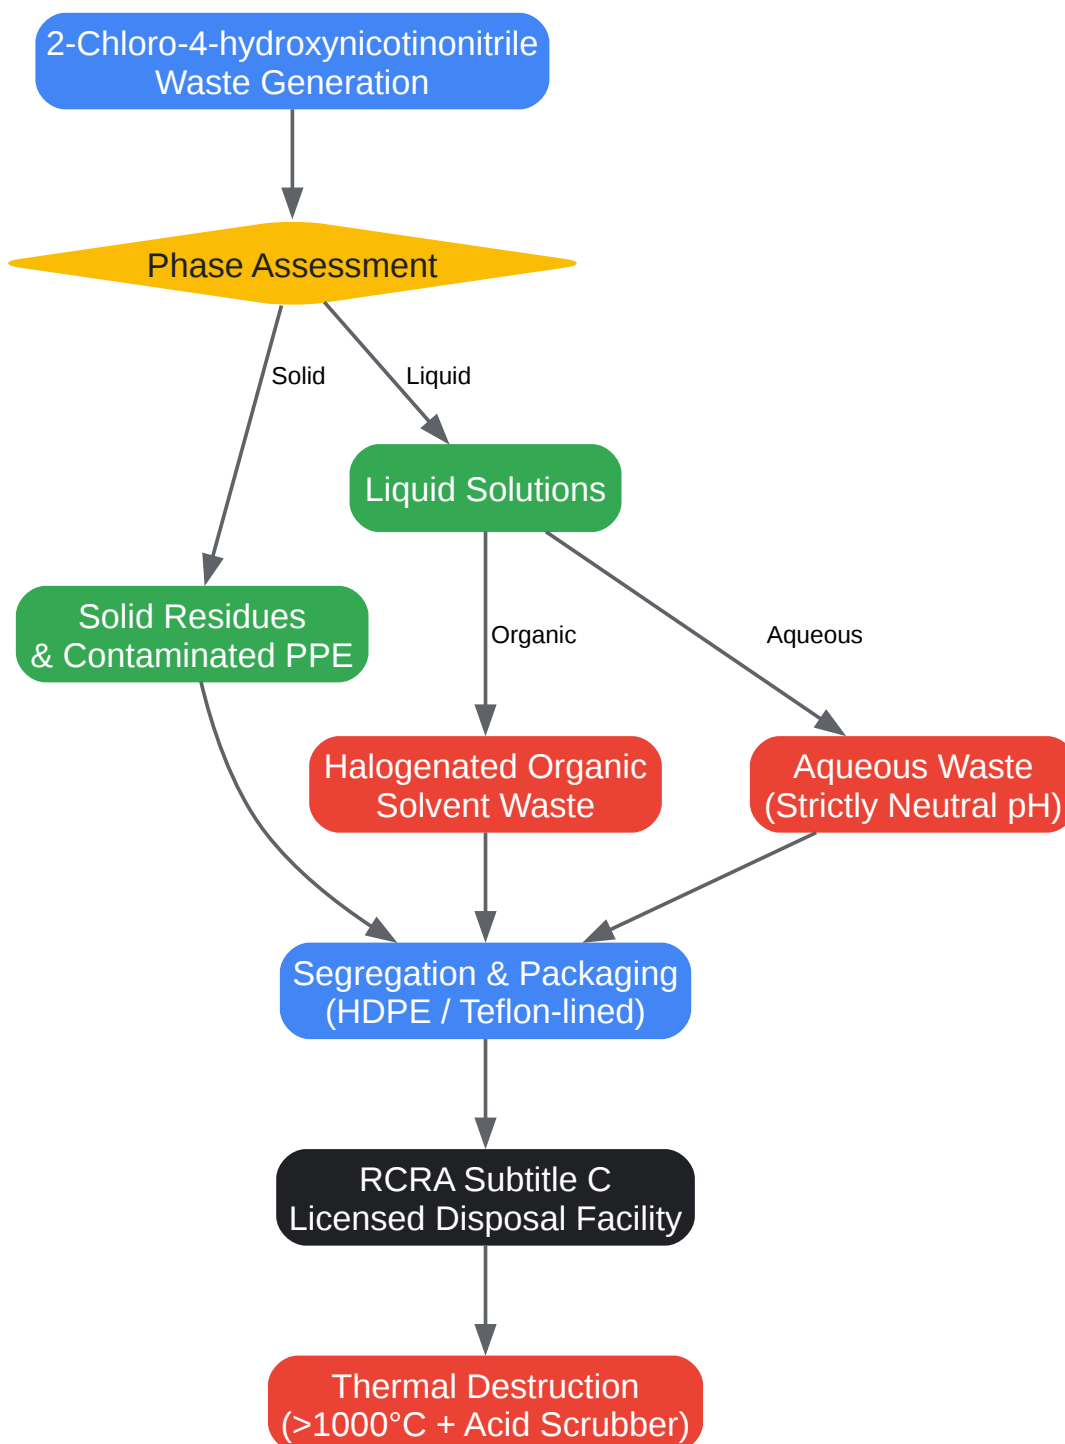 2-Chloro-4-hydroxynicotinonitrile
Waste Generation
Phase Assessment
Solid
Liquid
Liquid Solutions
Solid Residues
& Contaminated PPE
Organic
Aqueous
Halogenated Organic
Solvent Waste
Aqueous Waste
(Strictly Neutral pH)
Segregation & Packaging
(HDPE / Teflon-lined)
RCRA Subtitle C
Licensed Disposal Facility
Thermal Destruction
(>1000°C + Acid Scrubber)